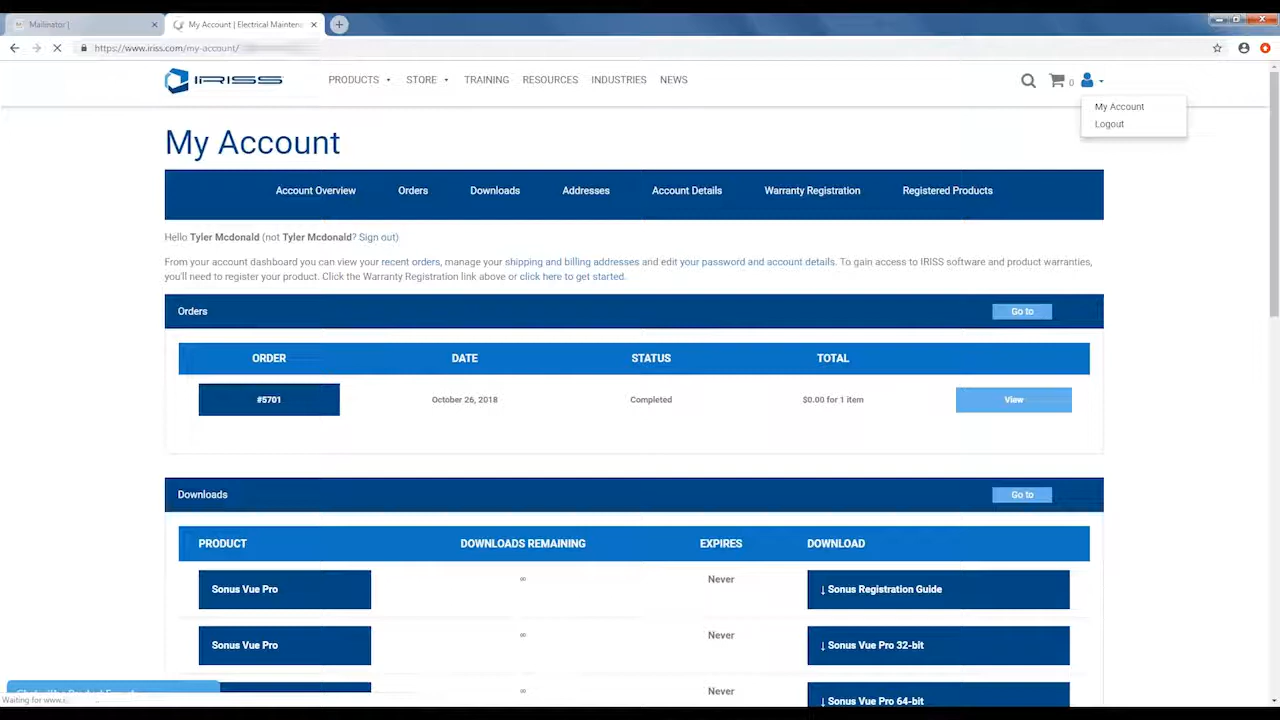 Mailinator |
My Account | Electrical Maintena
https://www.iriss.com/my-account/
IRISS
PRODUCTS STORE TRAINING RESOURCES INDUSTRIES NEWS
0
My Account
Logout
My Account
Account Overview Orders Downloads Addresses Account Details Warranty Registration Registered Products
Hello Tyler Mcdonald (not Tyler Mcdonald? Sign out)
From your account dashboard you can view your recent orders, manage your shipping and billing addresses and edit your password and account details. To gain access to IRISS software and product warranties,
you'll need to register your product. Click the Warranty Registration link above or click here to get started.
Orders Go to
ORDER DATE STATUS TOTAL
#5701 October 26, 2018 Completed $0.00 for 1 item View
Downloads Go to
PRODUCT DOWNLOADS REMAINING EXPIRES DOWNLOAD
Sonus Vue Pro ∞ Never ↓ Sonus Registration Guide
Sonus Vue Pro ∞ Never ↓ Sonus Vue Pro 32-bit
∞ Never ↓ Sonus Vue Pro 64-bit
Waiting for www.i